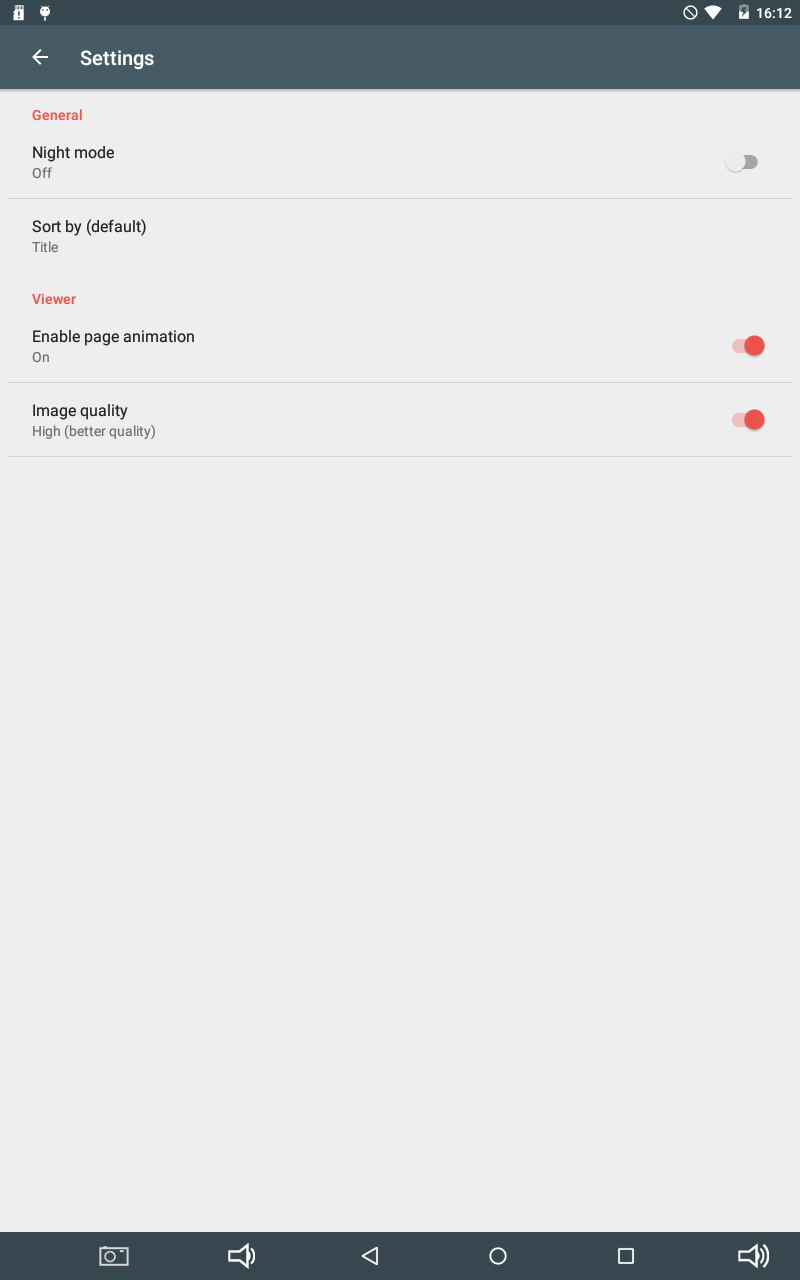 16:12
Settings
General
Night mode
Off
Sort by (default)
Title
Viewer
Enable page animation
On
Image quality
High (better quality)